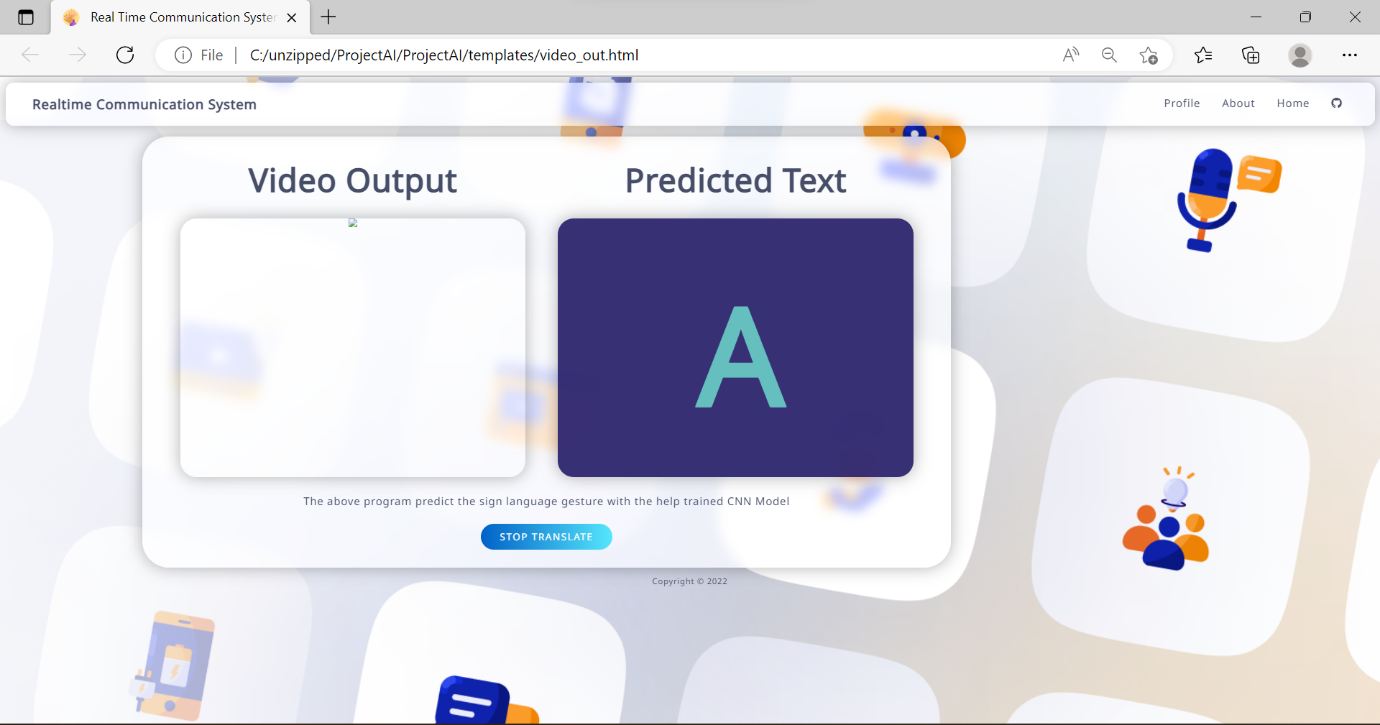 Real Time Communication Syste
File
C:/unzipped/ProjectAI/ProjectAI/templates/video_out.html
Realtime Communication System
Profile
About
Home
Video Output
Predicted Text
A
The above program predict the sign language gesture with the help trained CNN Model
STOP TRANSLATE
Copyright © 2022